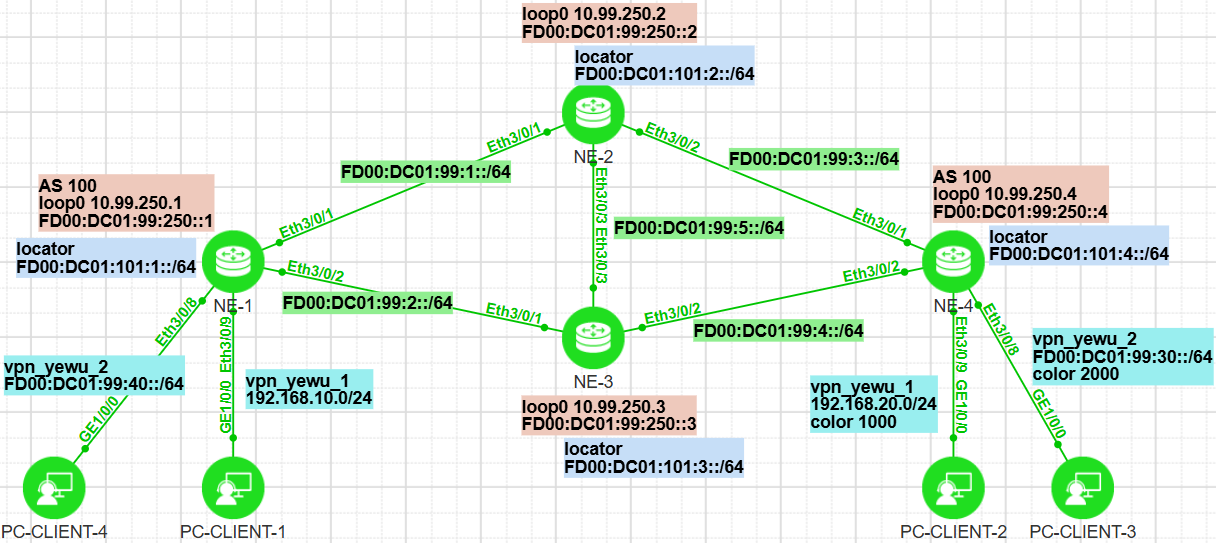 loop0 10.99.250.2
FD00:DC01:99:250::2
locator
FD00:DC01:101:2::/64
NE-2
Eth3/0/1
Eth3/0/2
Eth3/0/3
FD00:DC01:99:1::/64
FD00:DC01:99:3::/64
AS 100
loop0 10.99.250.1
FD00:DC01:99:250::1
locator
FD00:DC01:101:1::/64
Eth3/0/1
Eth3/0/2
NE-1
Eth3/0/8
Eth3/0/9
FD00:DC01:99:5::/64
Eth3/0/3
AS 100
loop0 10.99.250.4
FD00:DC01:99:250::4
locator
FD00:DC01:101:4::/64
Eth3/0/1
Eth3/0/2
NE-4
Eth3/0/9
Eth3/0/8
FD00:DC01:99:2::/64
Eth3/0/1
Eth3/0/2
FD00:DC01:99:4::/64
NE-3
loop0 10.99.250.3
FD00:DC01:99:250::3
locator
FD00:DC01:101:3::/64
vpn_yewu_2
FD00:DC01:99:40::/64
GE1/0/0
vpn_yewu_1
192.168.10.0/24
GE1/0/0
vpn_yewu_1
192.168.20.0/24
color 1000
GE1/0/0
vpn_yewu_2
FD00:DC01:99:30::/64
color 2000
GE1/0/0
PC-CLIENT-4
PC-CLIENT-1
PC-CLIENT-2
PC-CLIENT-3